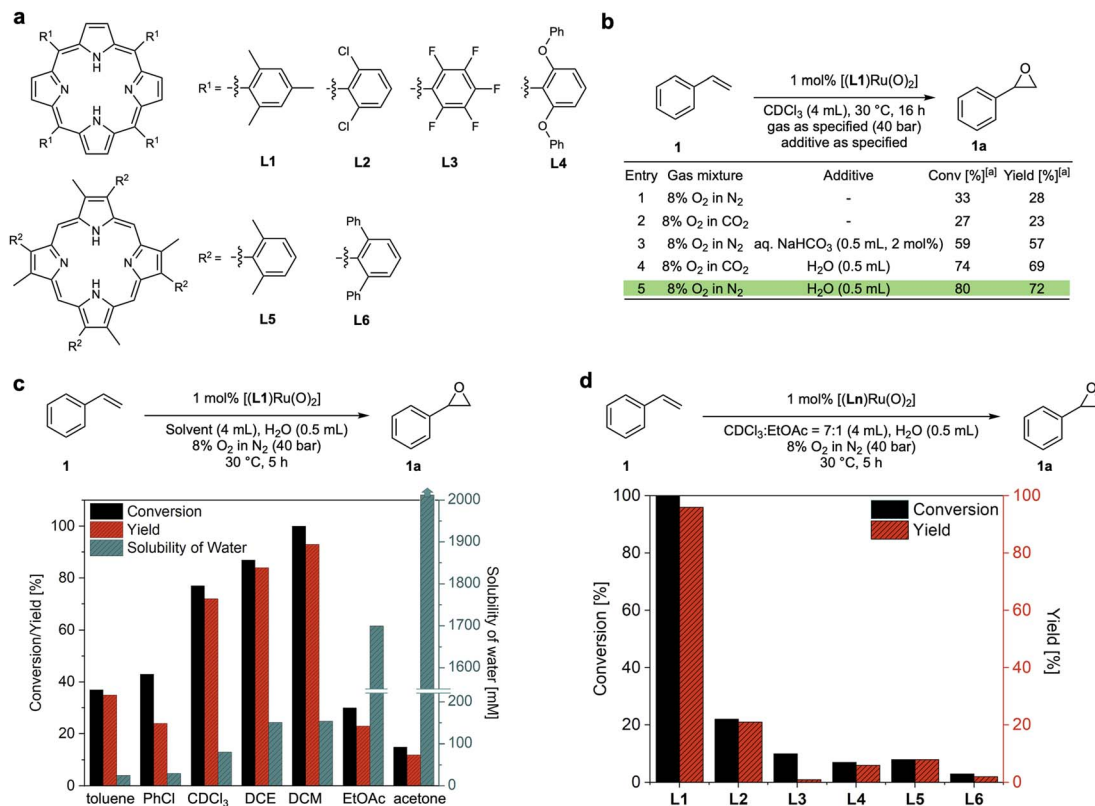 a
R1
R1
NH
N
N
HN
R1
R1
R1 =
L1
Cl
Cl
L2
F
F
F
F
F
L3
Ph
O
O
Ph
L4
R2
NH
N
N
HN
R2
R2
R2
R2 =
L5
Ph
Ph
L6
b
1
1 mol% [(L1)Ru(O)2]
CDCl3 (4 mL), 30 °C, 16 h
gas as specified (40 bar)
additive as specified
O
1a
Entry Gas mixture Additive Conv [%][a] Yield [%][a]
1 8% O2 in N2 - 33 28
2 8% O2 in CO2 - 27 23
3 8% O2 in N2 aq. NaHCO3 (0.5 mL, 2 mol%) 59 57
4 8% O2 in CO2 H2O (0.5 mL) 74 69
5 8% O2 in N2 H2O (0.5 mL) 80 72
c
1
1 mol% [(L1)Ru(O)2]
Solvent (4 mL), H2O (0.5 mL)
8% O2 in N2 (40 bar)
30 °C, 5 h
O
1a
Conversion
Yield
Solubility of Water
Conversion/Yield [%]
100
80
60
40
20
0
2000
1900
1800
1700
1600
200
100
0
Solubility of water [mM]
toluene PhCl CDCl3 DCE DCM EtOAc acetone
d
1
1 mol% [(Ln)Ru(O)2]
CDCl3:EtOAc = 7:1 (4 mL), H2O (0.5 mL)
8% O2 in N2 (40 bar)
30 °C, 5 h
O
1a
Conversion
Yield
Conversion [%]
100
80
60
40
20
0
100
80
60
40
20
0
Yield [%]
L1 L2 L3 L4 L5 L6